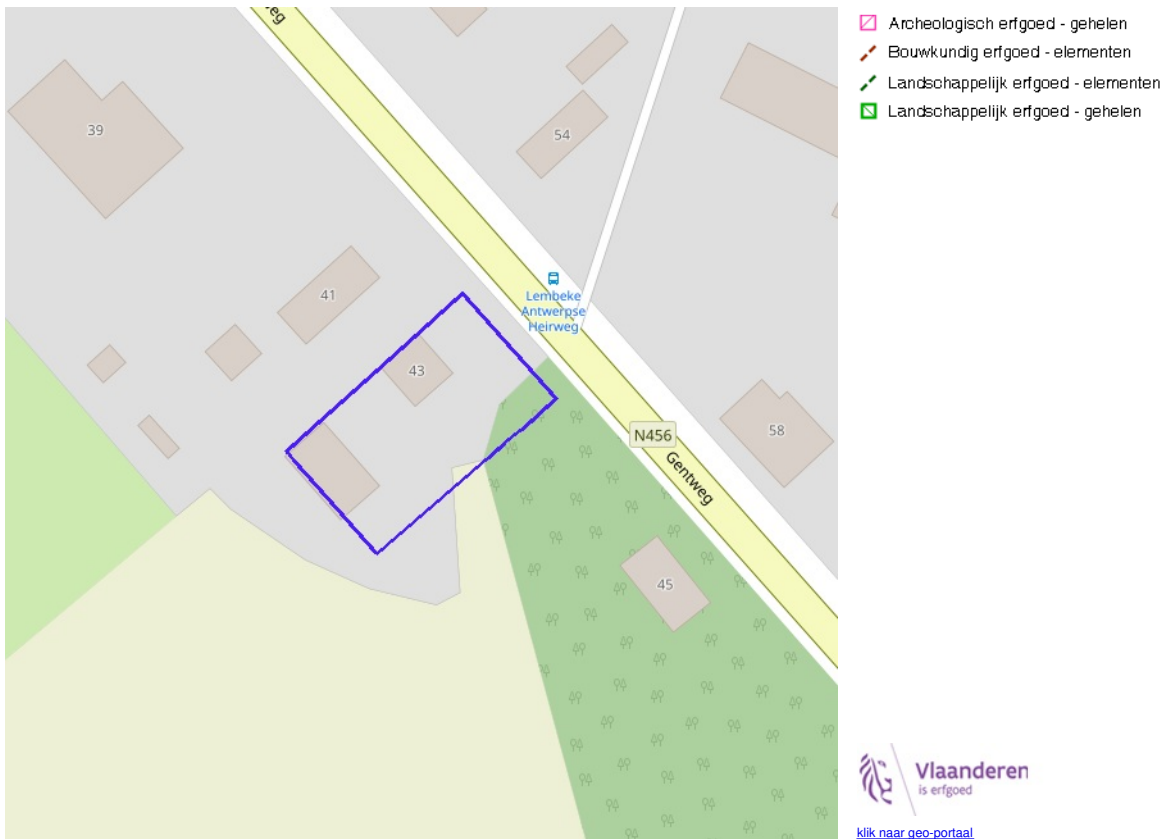 eg
39
54
41
Lembeke
Antwerpse
Heirweg
43
58
N456
Gentweg
45
Archeologisch erfgoed - gehelen
Bouwkundig erfgoed - elementen
Landschappelijk erfgoed - elementen
Landschappelijk erfgoed - gehelen
Vlaanderen
is erfgoed
klik naar geo-portaal